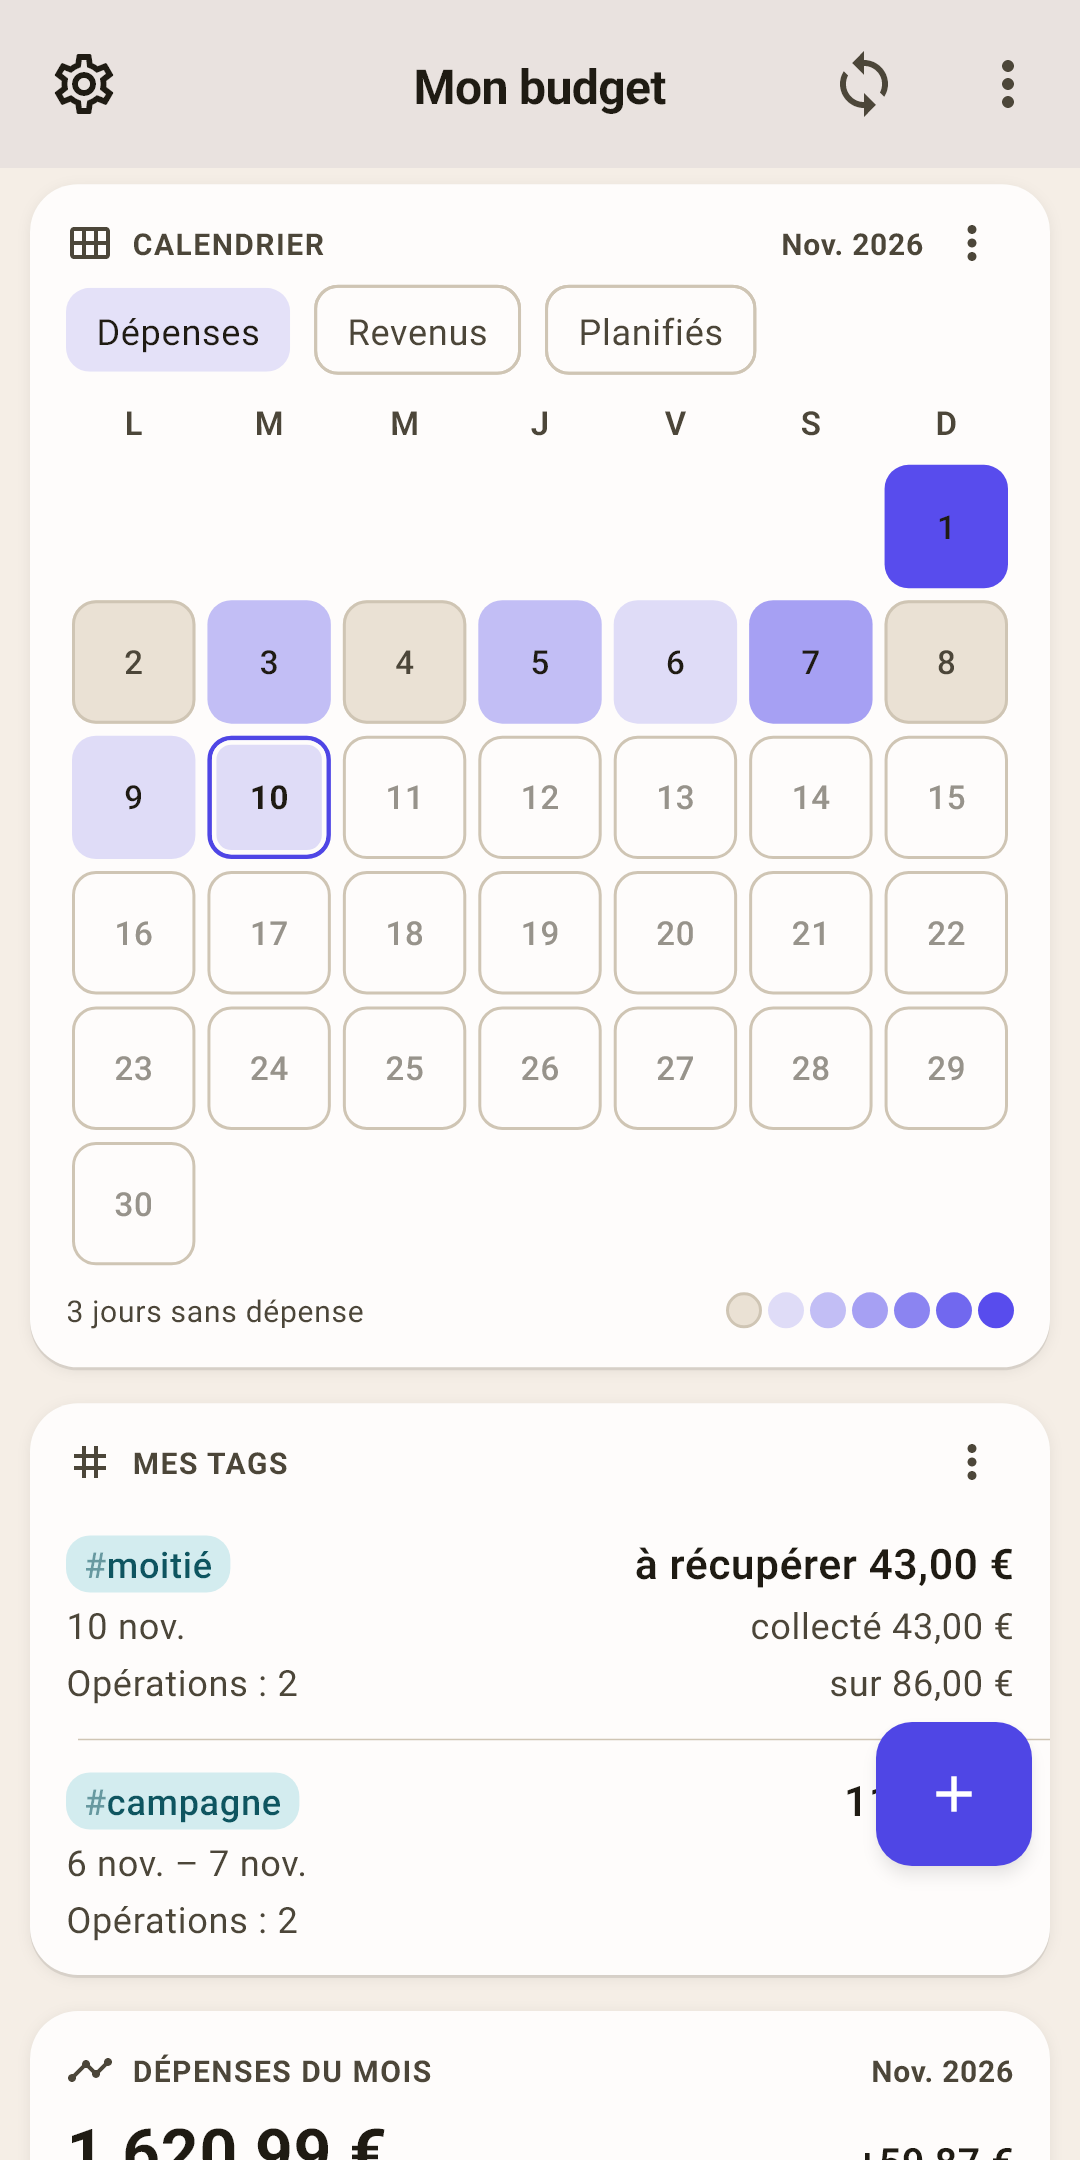 Mon budget
CALENDRIER
Nov. 2026
Dépenses
Revenus
Planifiés
L M M J V S D
1
2 3 4 5 6 7 8
9 10 11 12 13 14 15
16 17 18 19 20 21 22
23 24 25 26 27 28 29
30
3 jours sans dépense
MES TAGS
#moitié
à récupérer 43,00 €
10 nov.
collecté 43,00 €
Opérations : 2
sur 86,00 €
#campagne
6 nov. – 7 nov.
Opérations : 2
DÉPENSES DU MOIS
Nov. 2026
1 620,99 €